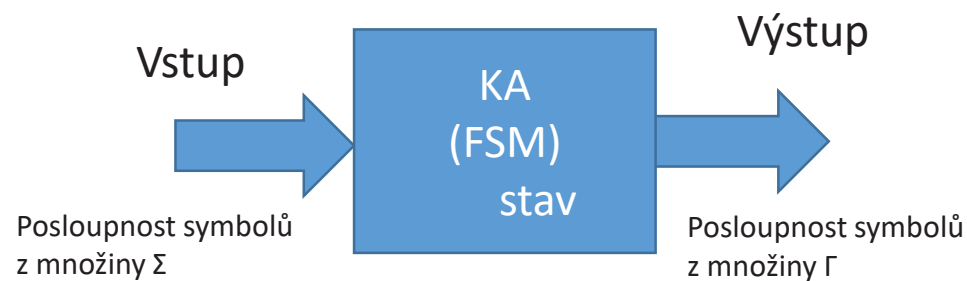 Vstup
Posloupnost symbolů
z množiny Σ
KA
(FSM)
stav
Výstup
Posloupnost symbolů
z množiny Γ